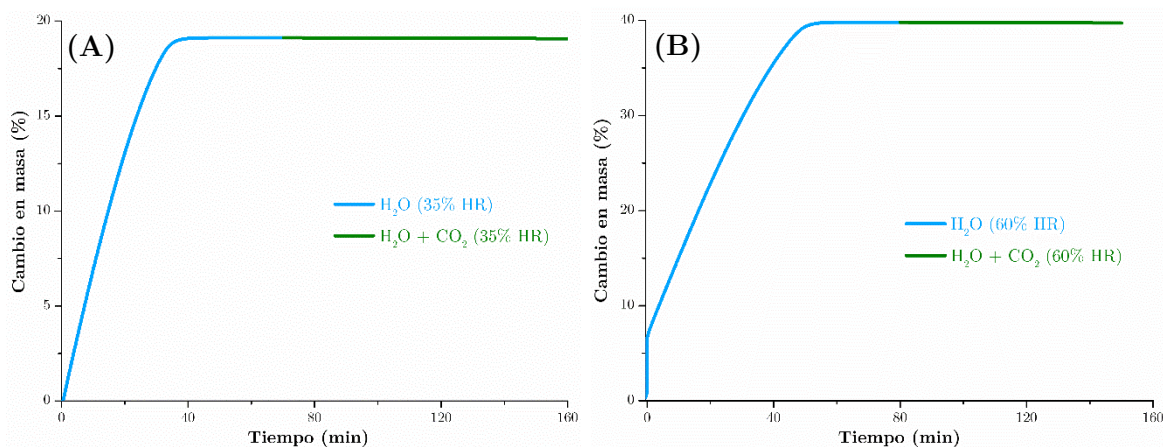 (A)
20
15
10
5
0
Cambio en masa (%)
H₂O (35% HR)
H₂O + CO₂ (35% HR)
0 40 80 120 160
Tiempo (min)
(B)
40
30
20
10
0
Cambio en masa (%)
H₂O (60% HR)
H₂O + CO₂ (60% HR)
0 40 80 120 160
Tiempo (min)